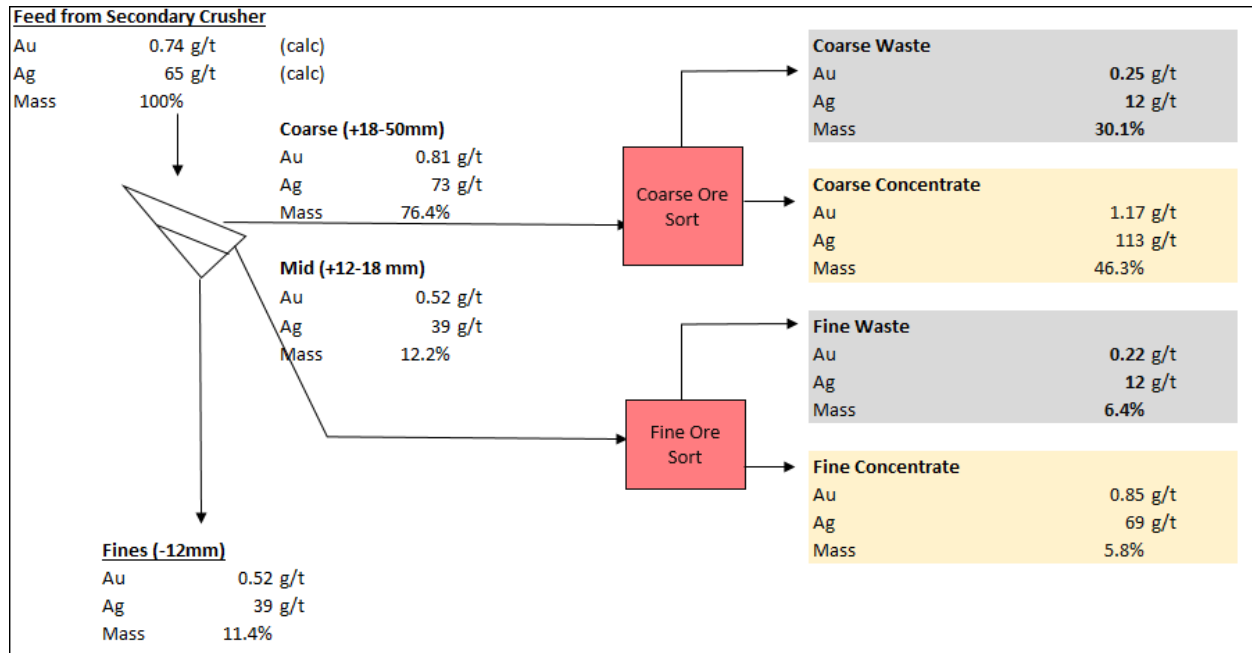 Feed from Secondary Crusher
Au 0.74 g/t (calc)
Ag 65 g/t (calc)
Mass 100%
Coarse (+18-50mm)
Au 0.81 g/t
Ag 73 g/t
Mass 76.4%
Mid (+12-18 mm)
Au 0.52 g/t
Ag 39 g/t
Mass 12.2%
Fines (-12mm)
Au 0.52 g/t
Ag 39 g/t
Mass 11.4%
Coarse Ore
Sort
Fine Ore
Sort
Coarse Waste
Au 0.25 g/t
Ag 12 g/t
Mass 30.1%
Coarse Concentrate
Au 1.17 g/t
Ag 113 g/t
Mass 46.3%
Fine Waste
Au 0.22 g/t
Ag 12 g/t
Mass 6.4%
Fine Concentrate
Au 0.85 g/t
Ag 69 g/t
Mass 5.8%